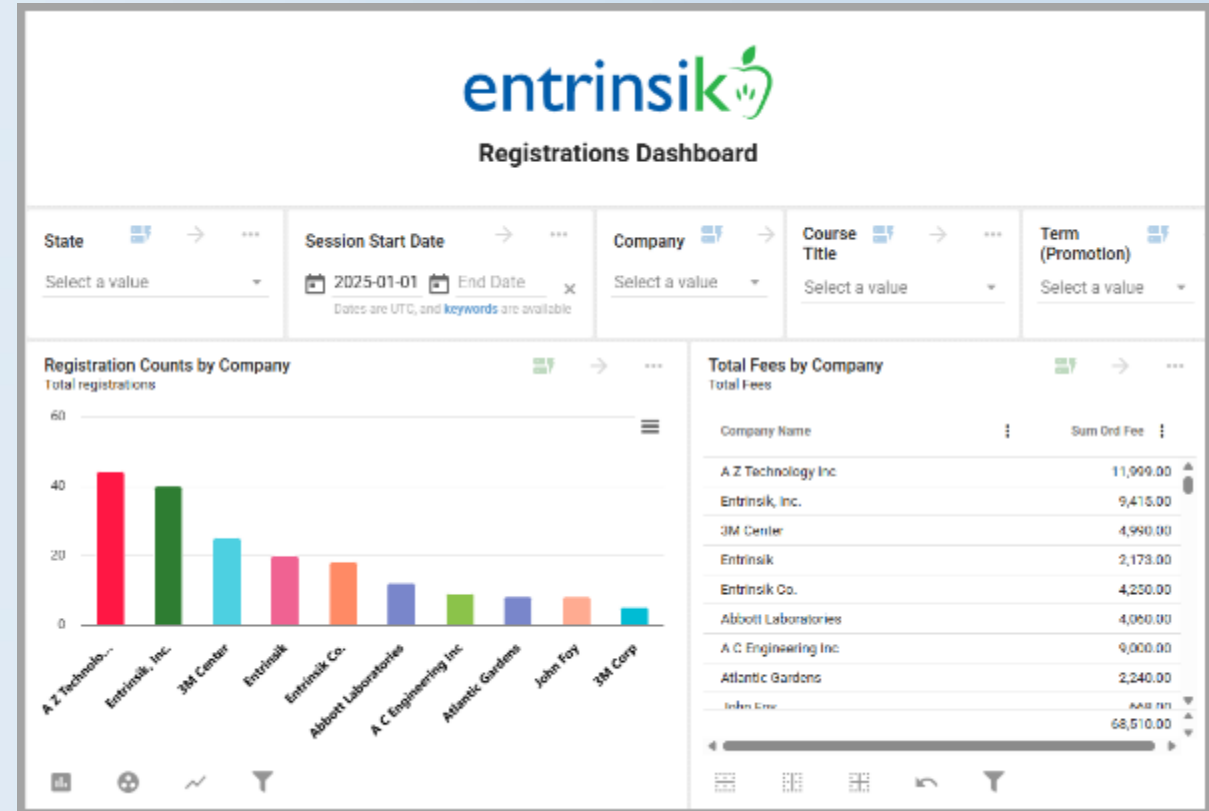 entrinsik
Registrations Dashboard
State
Select a value
Session Start Date
2025-01-01 End Date
Dates are UTC, and keywords are available
Company
Select a value
Course
Title
Select a value
Term
(Promotion)
Select a value
Registration Counts by Company
Total registrations
60
40
20
0
A Z Technolo...
Entrinsik, Inc.
3M Center
Entrinsik
Entrinsik Co.
Abbott Laboratories
A C Engineering Inc
Atlantic Gardens
John Foy
3M Corp
Total Fees by Company
Total Fees
Company Name Sum Ord Fee
A Z Technology Inc 11,999.00
Entrinsik, Inc. 9,415.00
3M Center 4,990.00
Entrinsik 2,173.00
Entrinsik Co. 4,250.00
Abbott Laboratories 4,060.00
A C Engineering Inc 9,000.00
Atlantic Gardens 2,240.00
John Foy
68,510.00